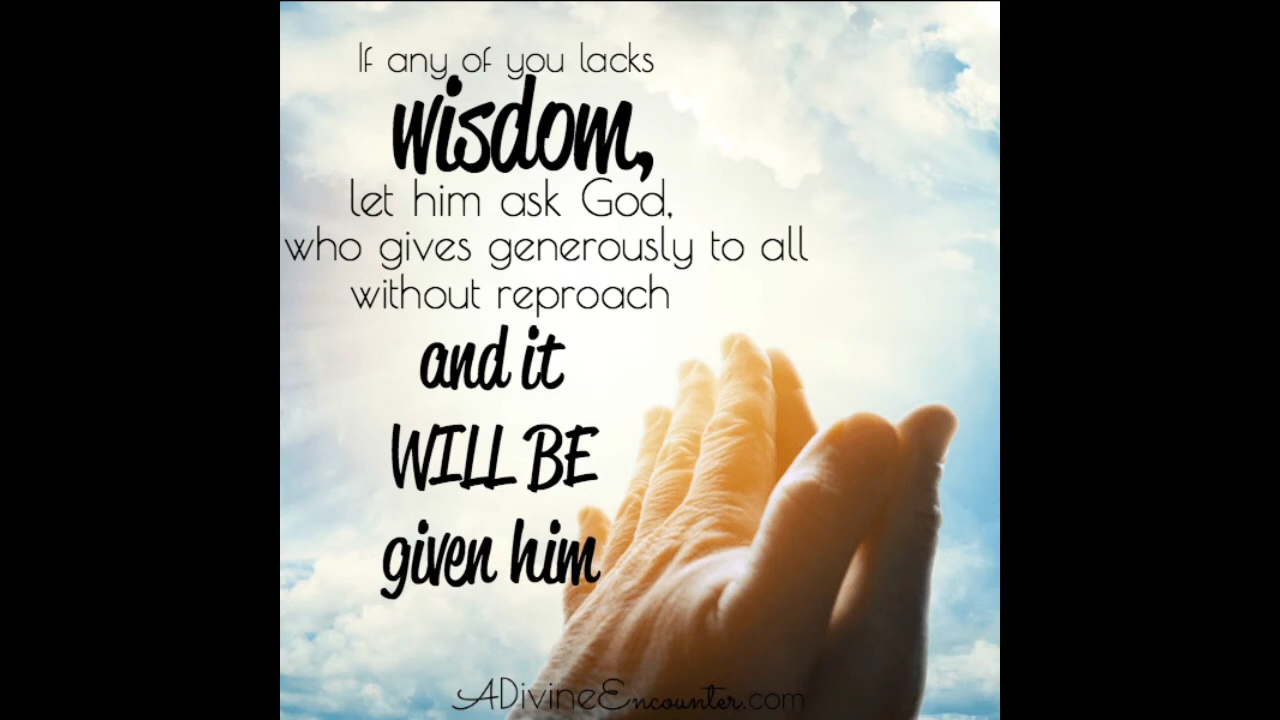 If any of you lacks
wisdom,
let him ask God,
who gives generously to all
without reproach
and it
WILL BE
given him
ADivineEncounter.com